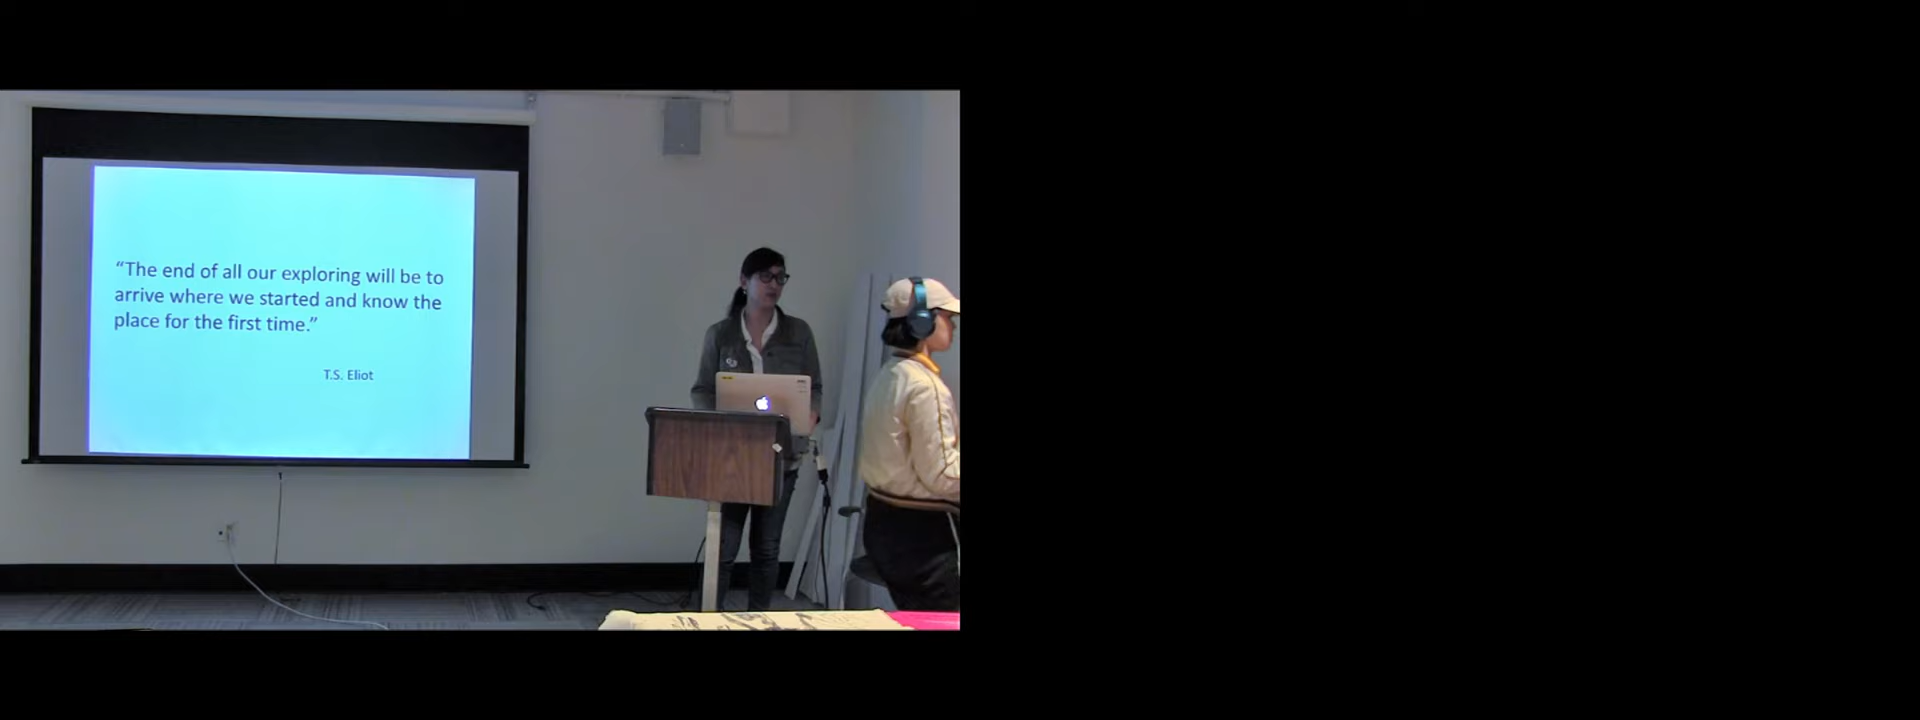 “The end of all our exploring will be to
arrive where we started and know the
place for the first time.”
T.S. Eliot